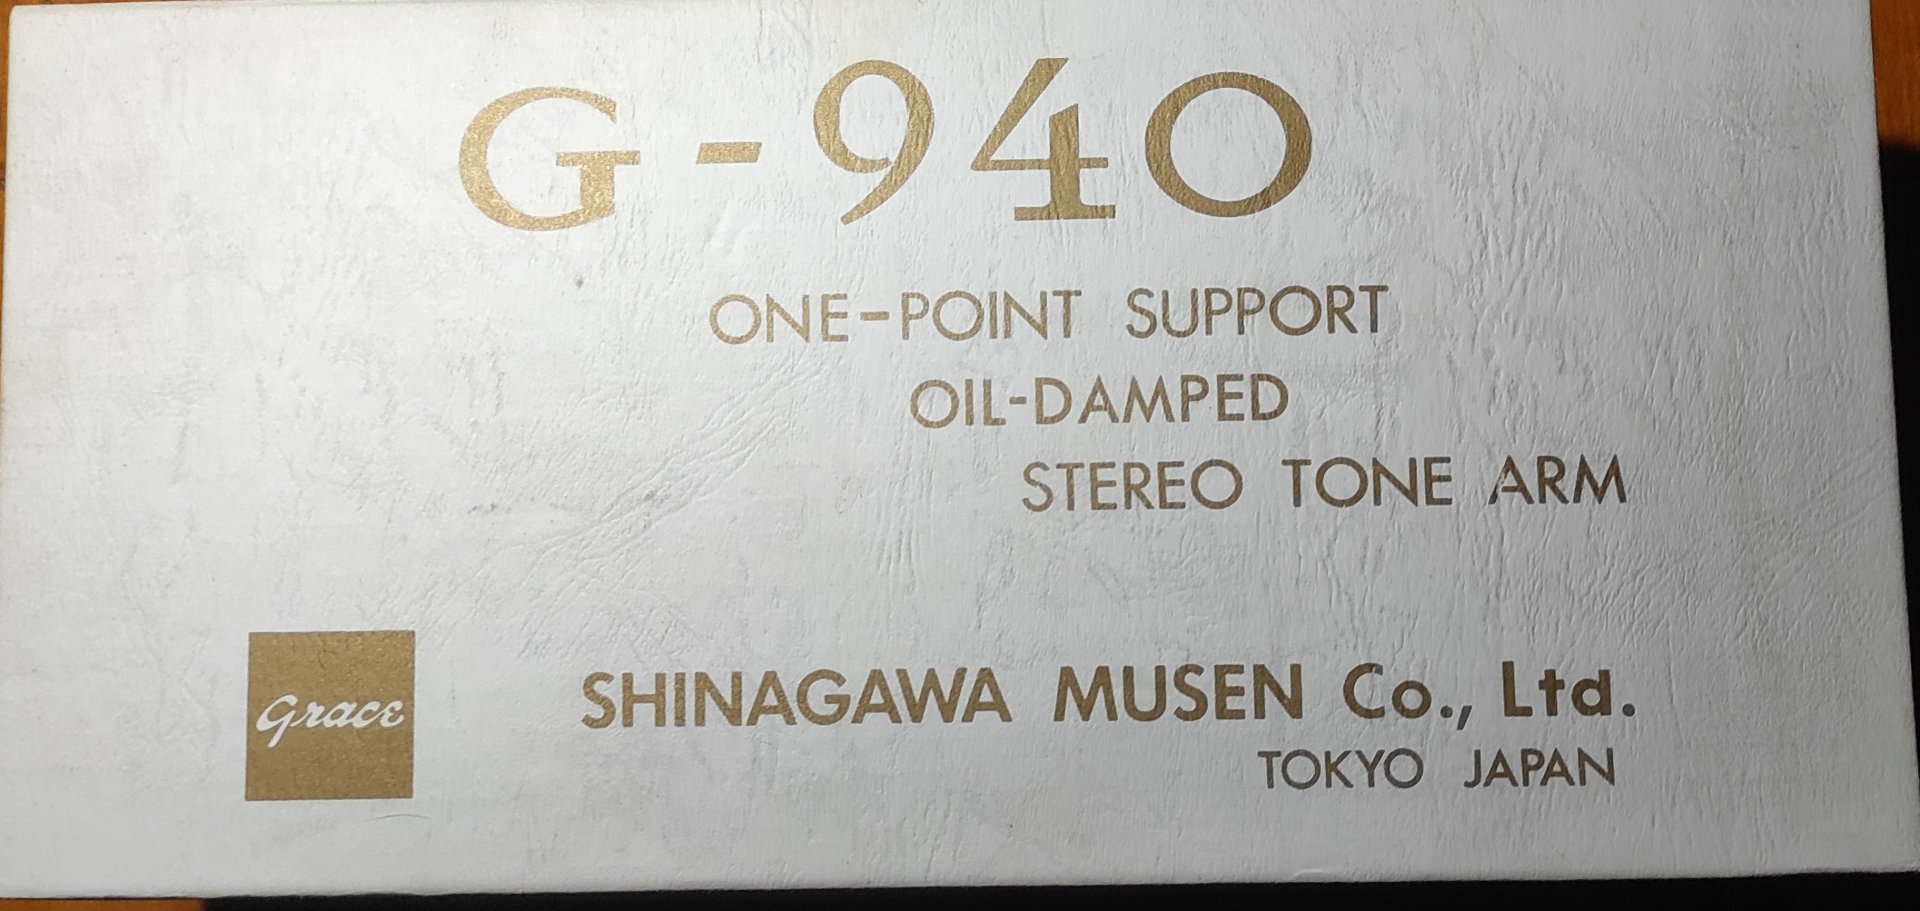 G-940
ONE-POINT SUPPORT
OIL-DAMPED
STEREO TONE ARM
Grace
SHINAGAWA MUSEN Co., Ltd.
TOKYO JAPAN